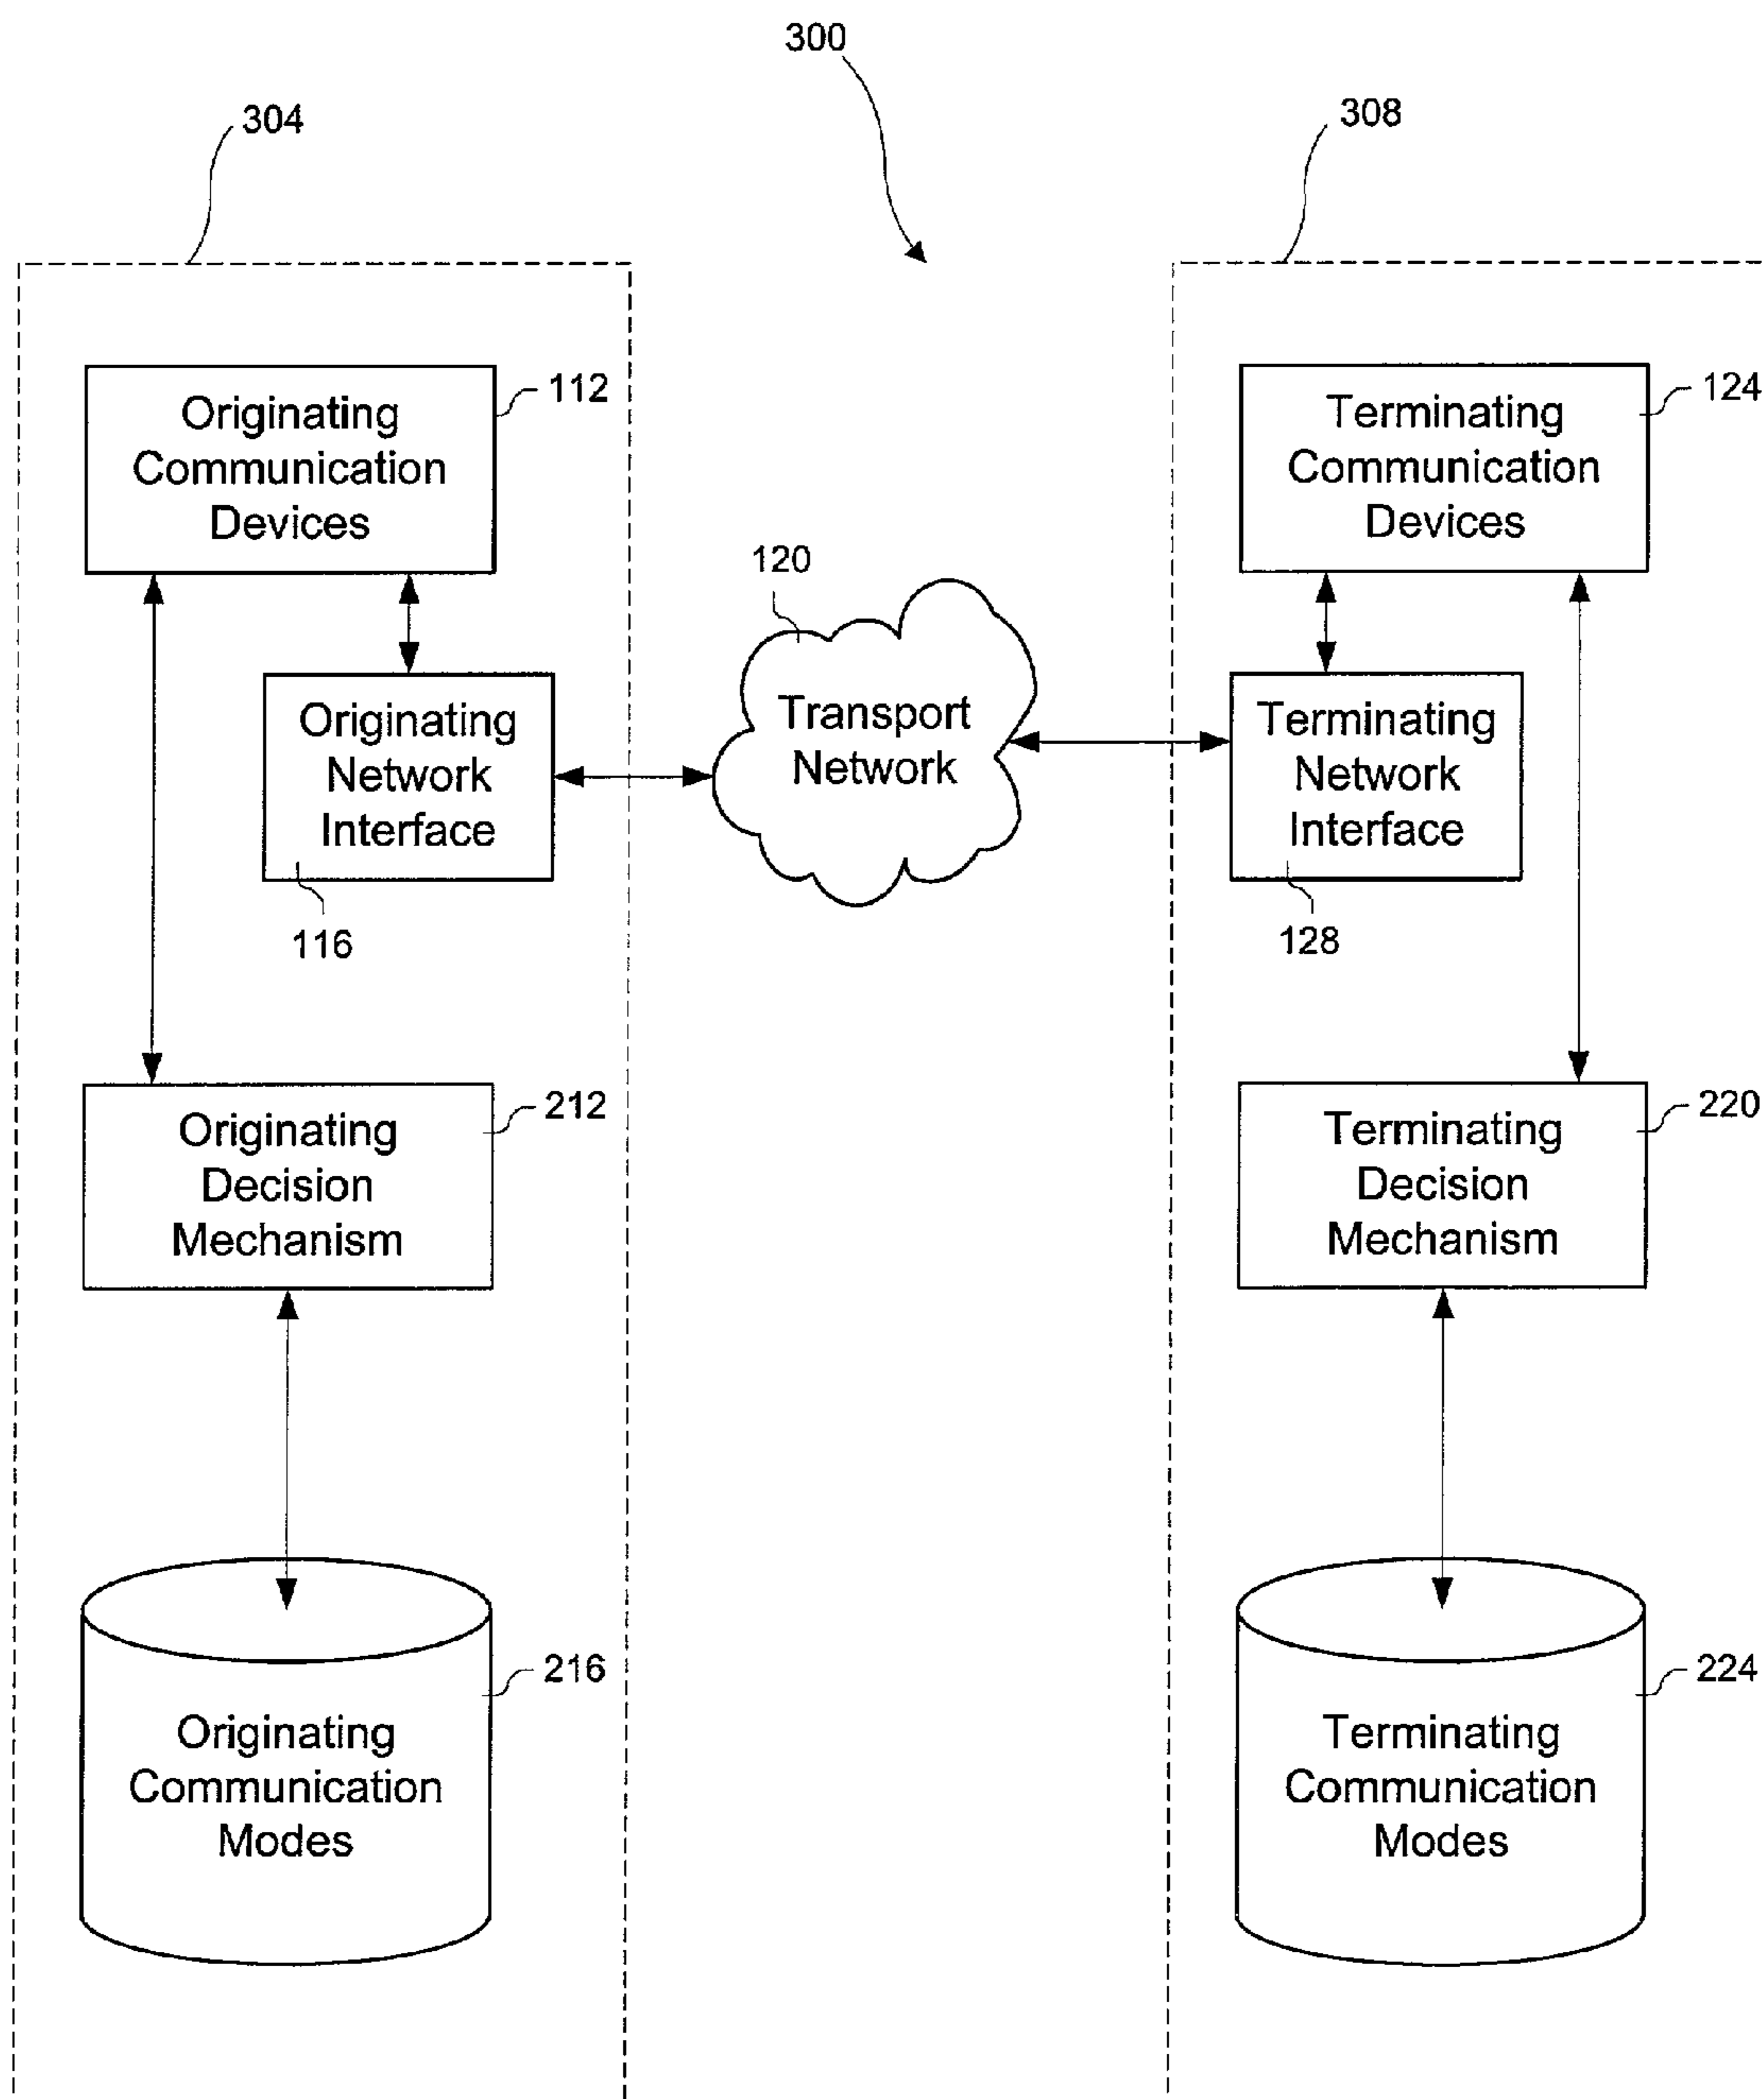 300
304
308
Originating
Communication
Devices
112
Terminating
Communication
Devices
124
120
Transport
Network
Originating
Network
Interface
116
Terminating
Network
Interface
128
Originating
Decision
Mechanism
212
Terminating
Decision
Mechanism
220
Originating
Communication
Modes
216
Terminating
Communication
Modes
224